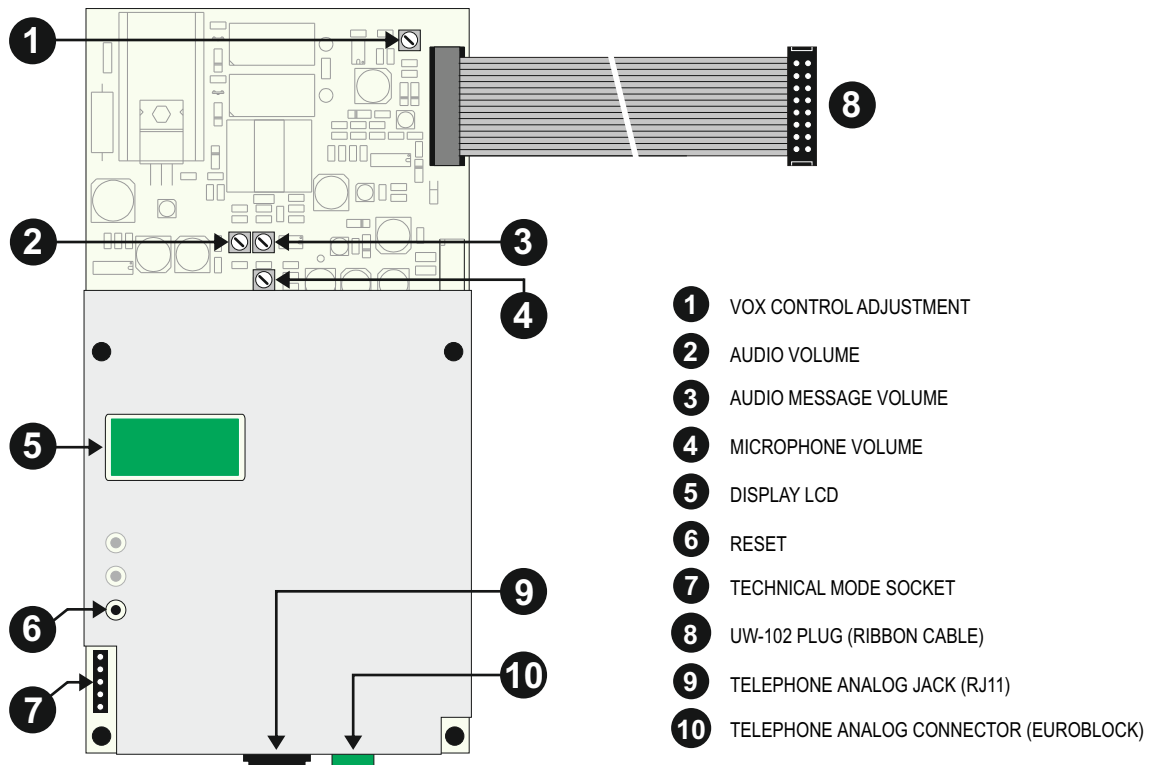 1
2
3
4
5
6
7
8
9
10
1 VOX CONTROL ADJUSTMENT
2 AUDIO VOLUME
3 AUDIO MESSAGE VOLUME
4 MICROPHONE VOLUME
5 DISPLAY LCD
6 RESET
7 TECHNICAL MODE SOCKET
8 UW-102 PLUG (RIBBON CABLE)
9 TELEPHONE ANALOG JACK (RJ11)
10 TELEPHONE ANALOG CONNECTOR (EUROBLOCK)